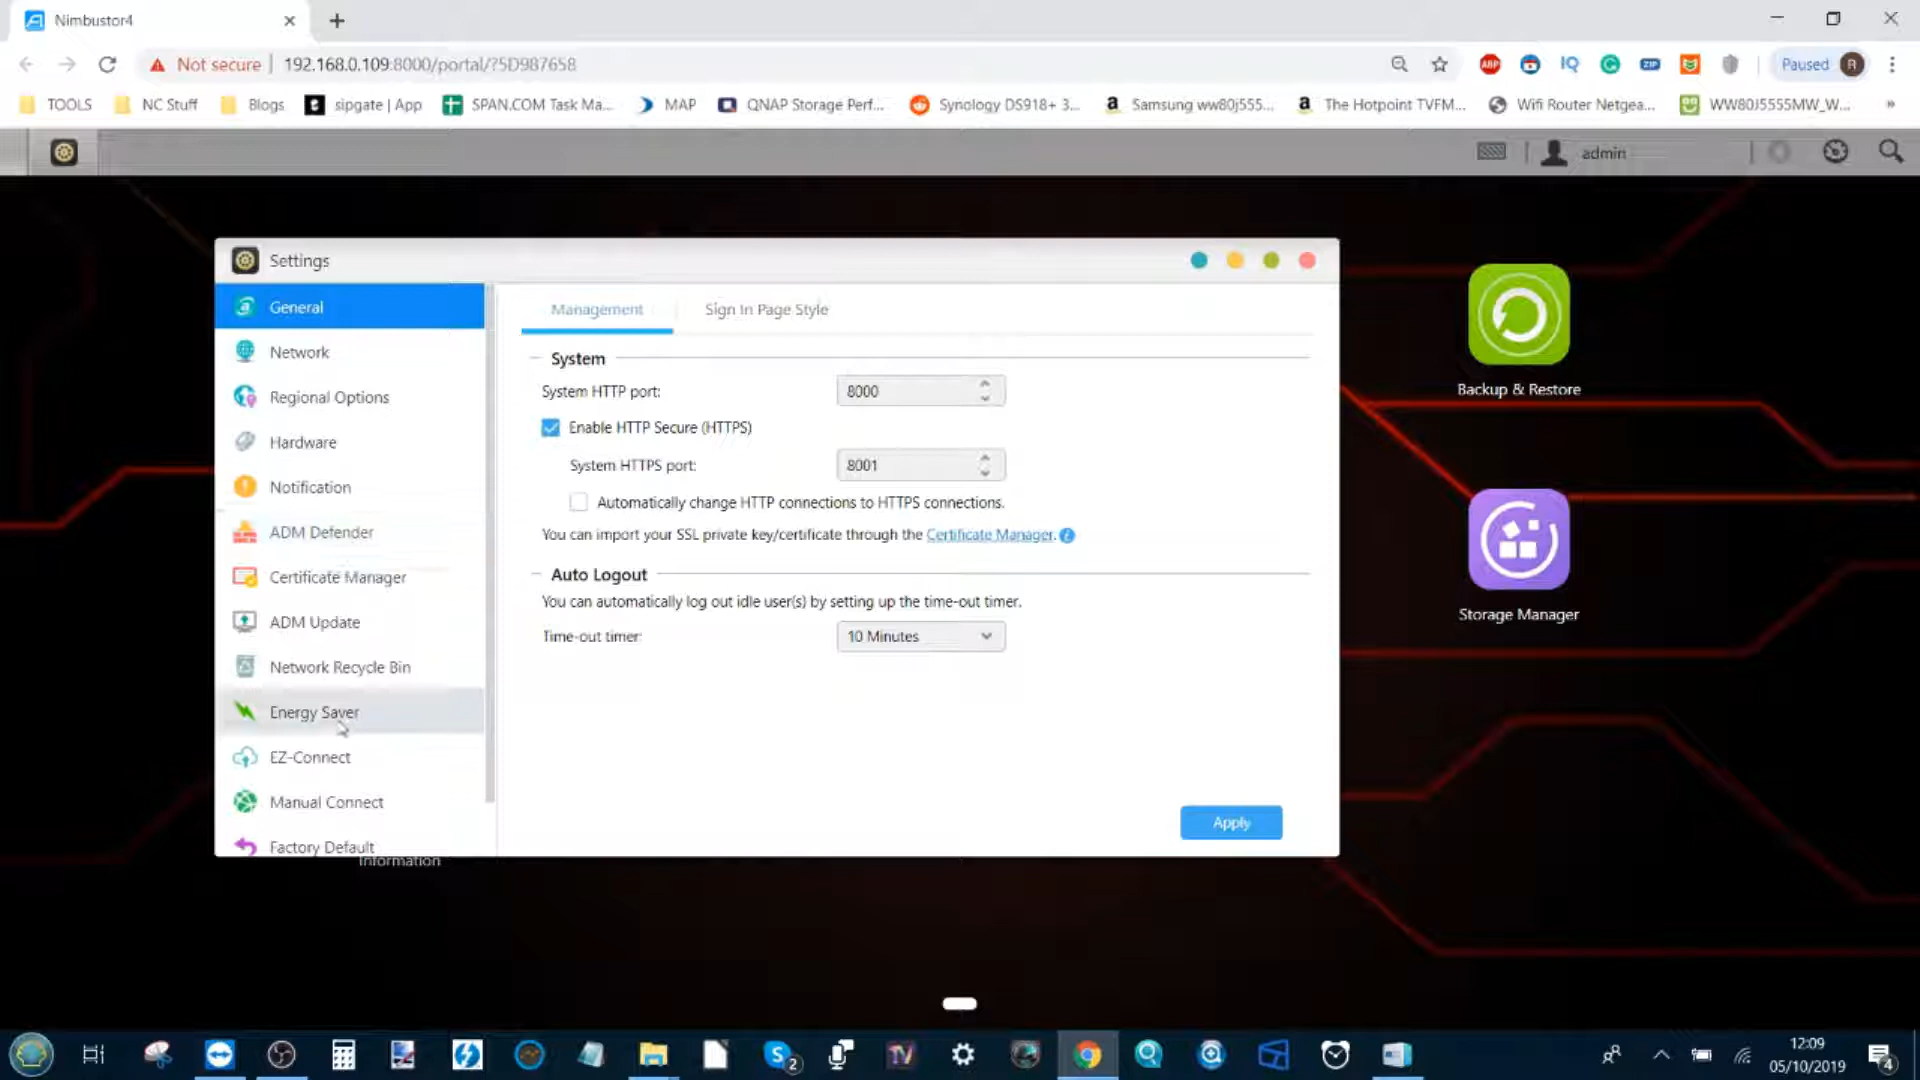 Nimbustor4
Not secure 192.168.0.109:8000/portal/?5D987658
ABP IQ ZIP Paused R
TOOLS NC Stuff Blogs sipgate | App SPAN.COM Task Ma... MAP QNAP Storage Perf... Synology DS918+ 3... Samsung ww80j555... The Hotpoint TVFM... Wifi Router Netgea... WW80J5555MW_W... »
admin
Settings
General
Network
Regional Options
Hardware
Notification
ADM Defender
Certificate Manager
ADM Update
Network Recycle Bin
Energy Saver
EZ-Connect
Manual Connect
Factory Default
Information
Management Sign In Page Style
System
System HTTP port: 8000
Enable HTTP Secure (HTTPS)
System HTTPS port: 8001
Automatically change HTTP connections to HTTPS connections.
You can import your SSL private key/certificate through the Certificate Manager.
Auto Logout
You can automatically log out idle user(s) by setting up the time-out timer.
Time-out timer: 10 Minutes
Apply
Backup & Restore
Storage Manager
S 2 TV
12:09
05/10/2019
4